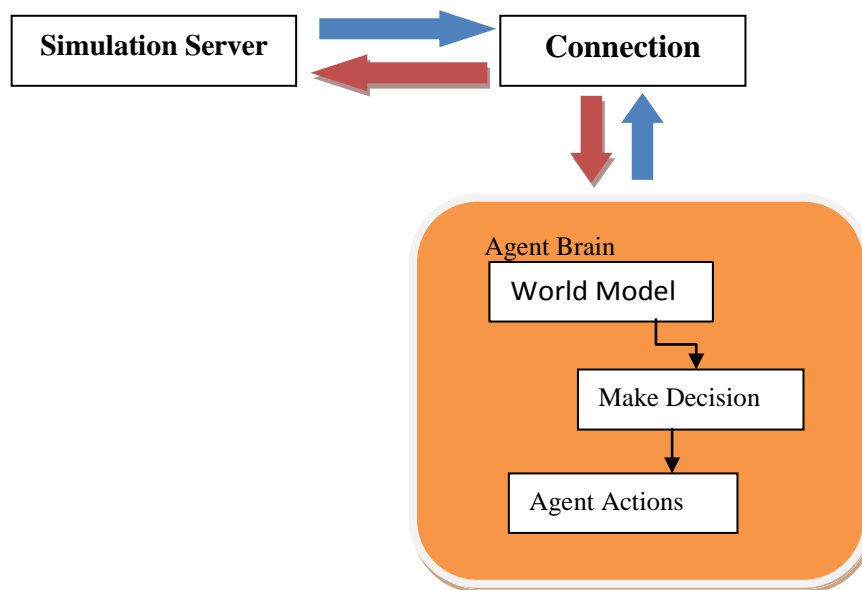 Simulation Server
Connection
Agent Brain
World Model
Make Decision
Agent Actions